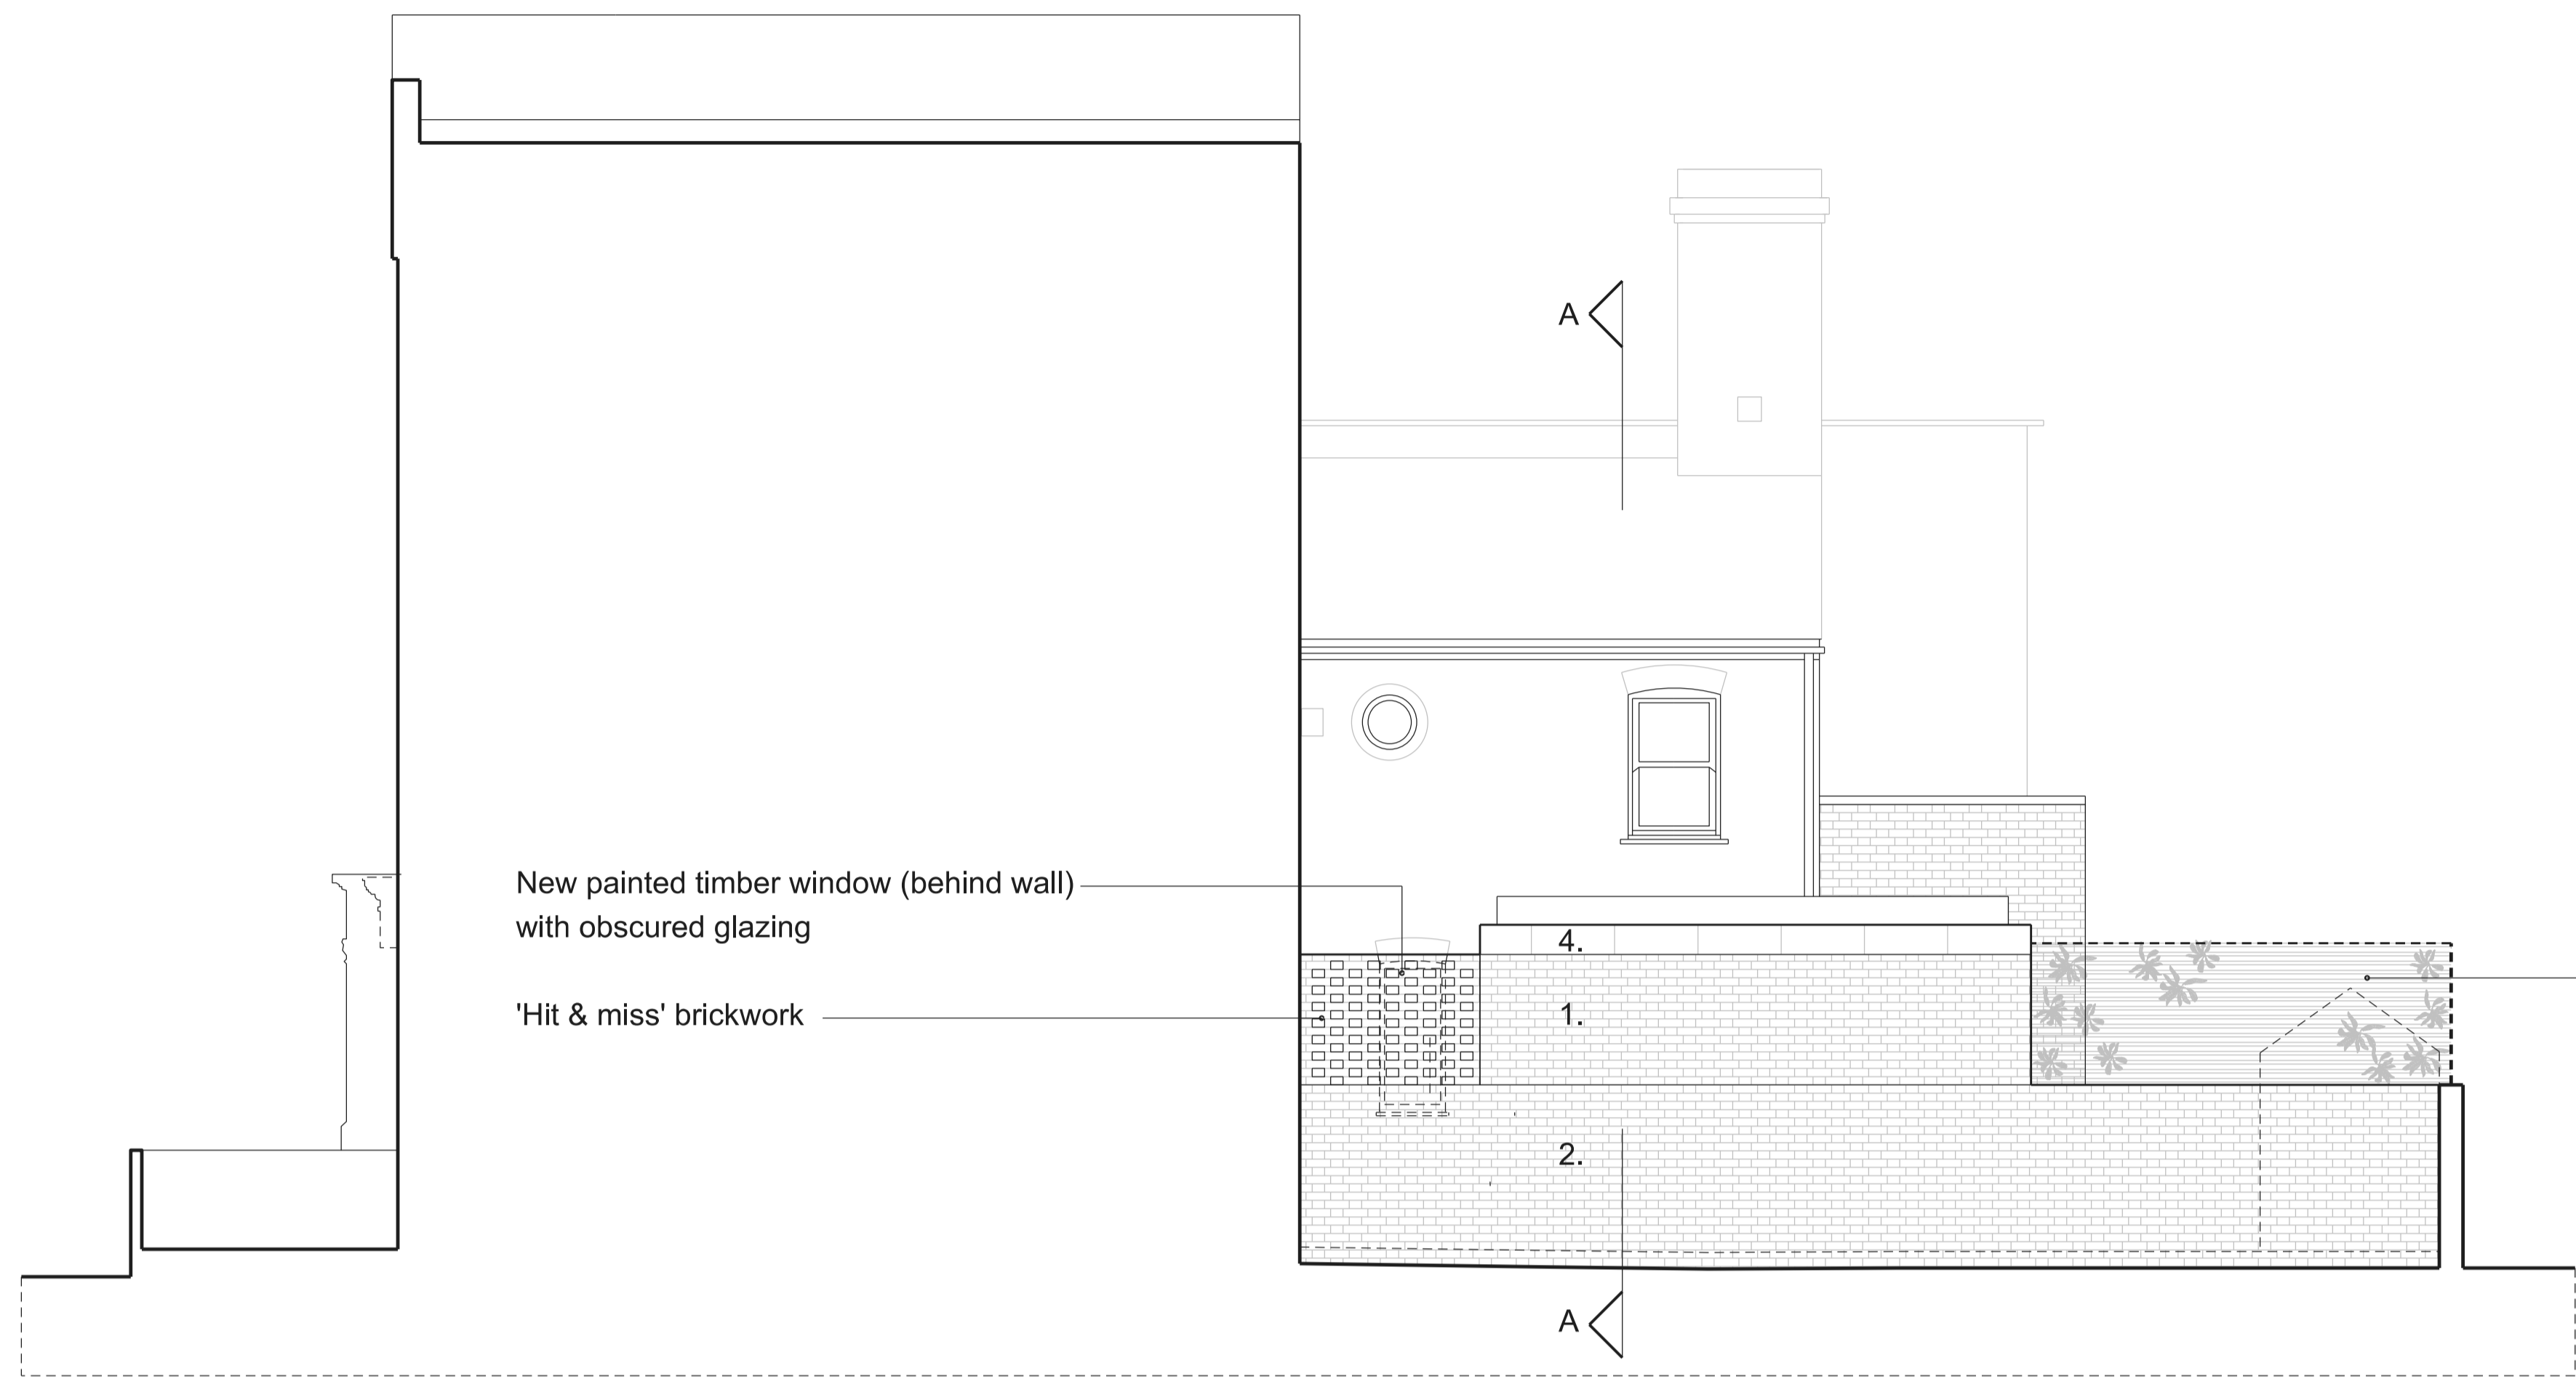 A
New painted timber window (behind wall)
with obscured glazing
4.
'Hit & miss' brickwork
1.
2.
A